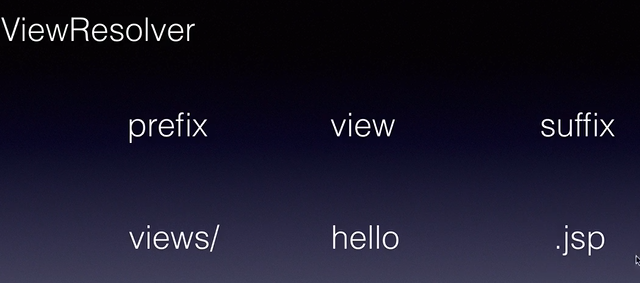 ViewResolver
prefix view suffix
views/ hello .jsp